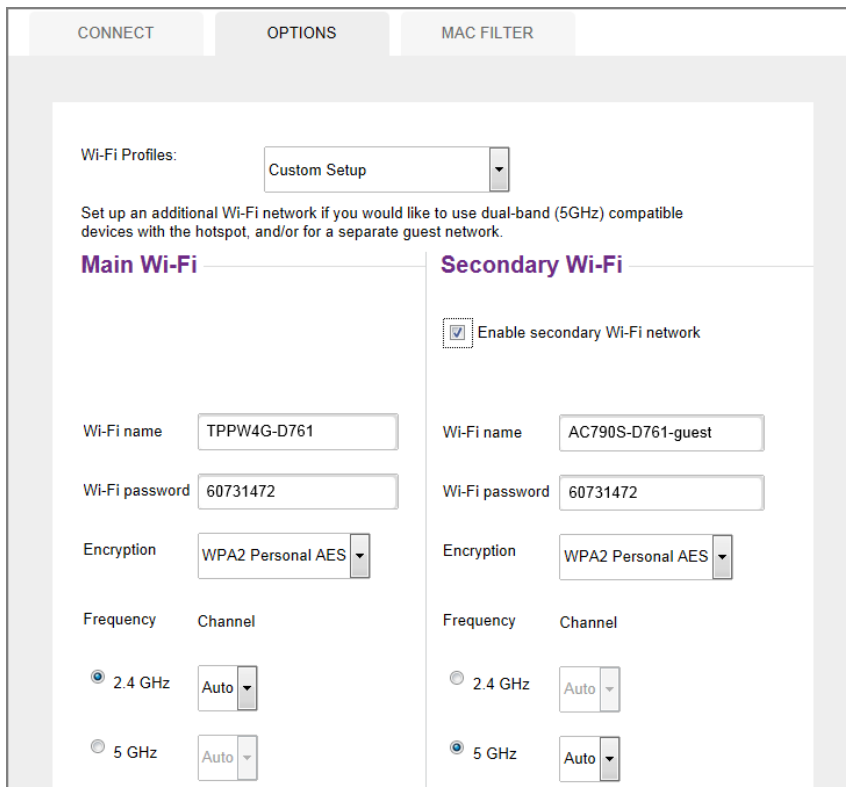 CONNECT OPTIONS MAC FILTER
Wi-Fi Profiles: Custom Setup
Set up an additional Wi-Fi network if you would like to use dual-band (5GHz) compatible
devices with the hotspot, and/or for a separate guest network.
Main Wi-Fi Secondary Wi-Fi
Enable secondary Wi-Fi network
Wi-Fi name TPPW4G-D761 Wi-Fi name AC790S-D761-guest
Wi-Fi password 60731472 Wi-Fi password 60731472
Encryption WPA2 Personal AES Encryption WPA2 Personal AES
Frequency Channel Frequency Channel
2.4 GHz Auto 2.4 GHz Auto
5 GHz Auto 5 GHz Auto